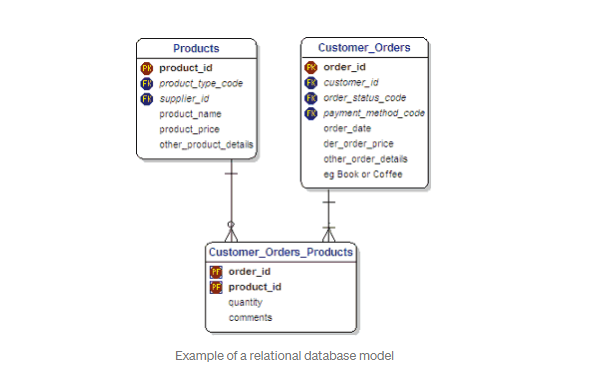 Products
PK product_id
FK product_type_code
FK supplier_id
product_name
product_price
other_product_details
Customer_Orders
PK order_id
FK customer_id
FK order_status_code
FK payment_method_code
order_date
der_order_price
other_order_details
eg Book or Coffee
Customer_Orders_Products
PF order_id
PF product_id
quantity
comments
Example of a relational database model